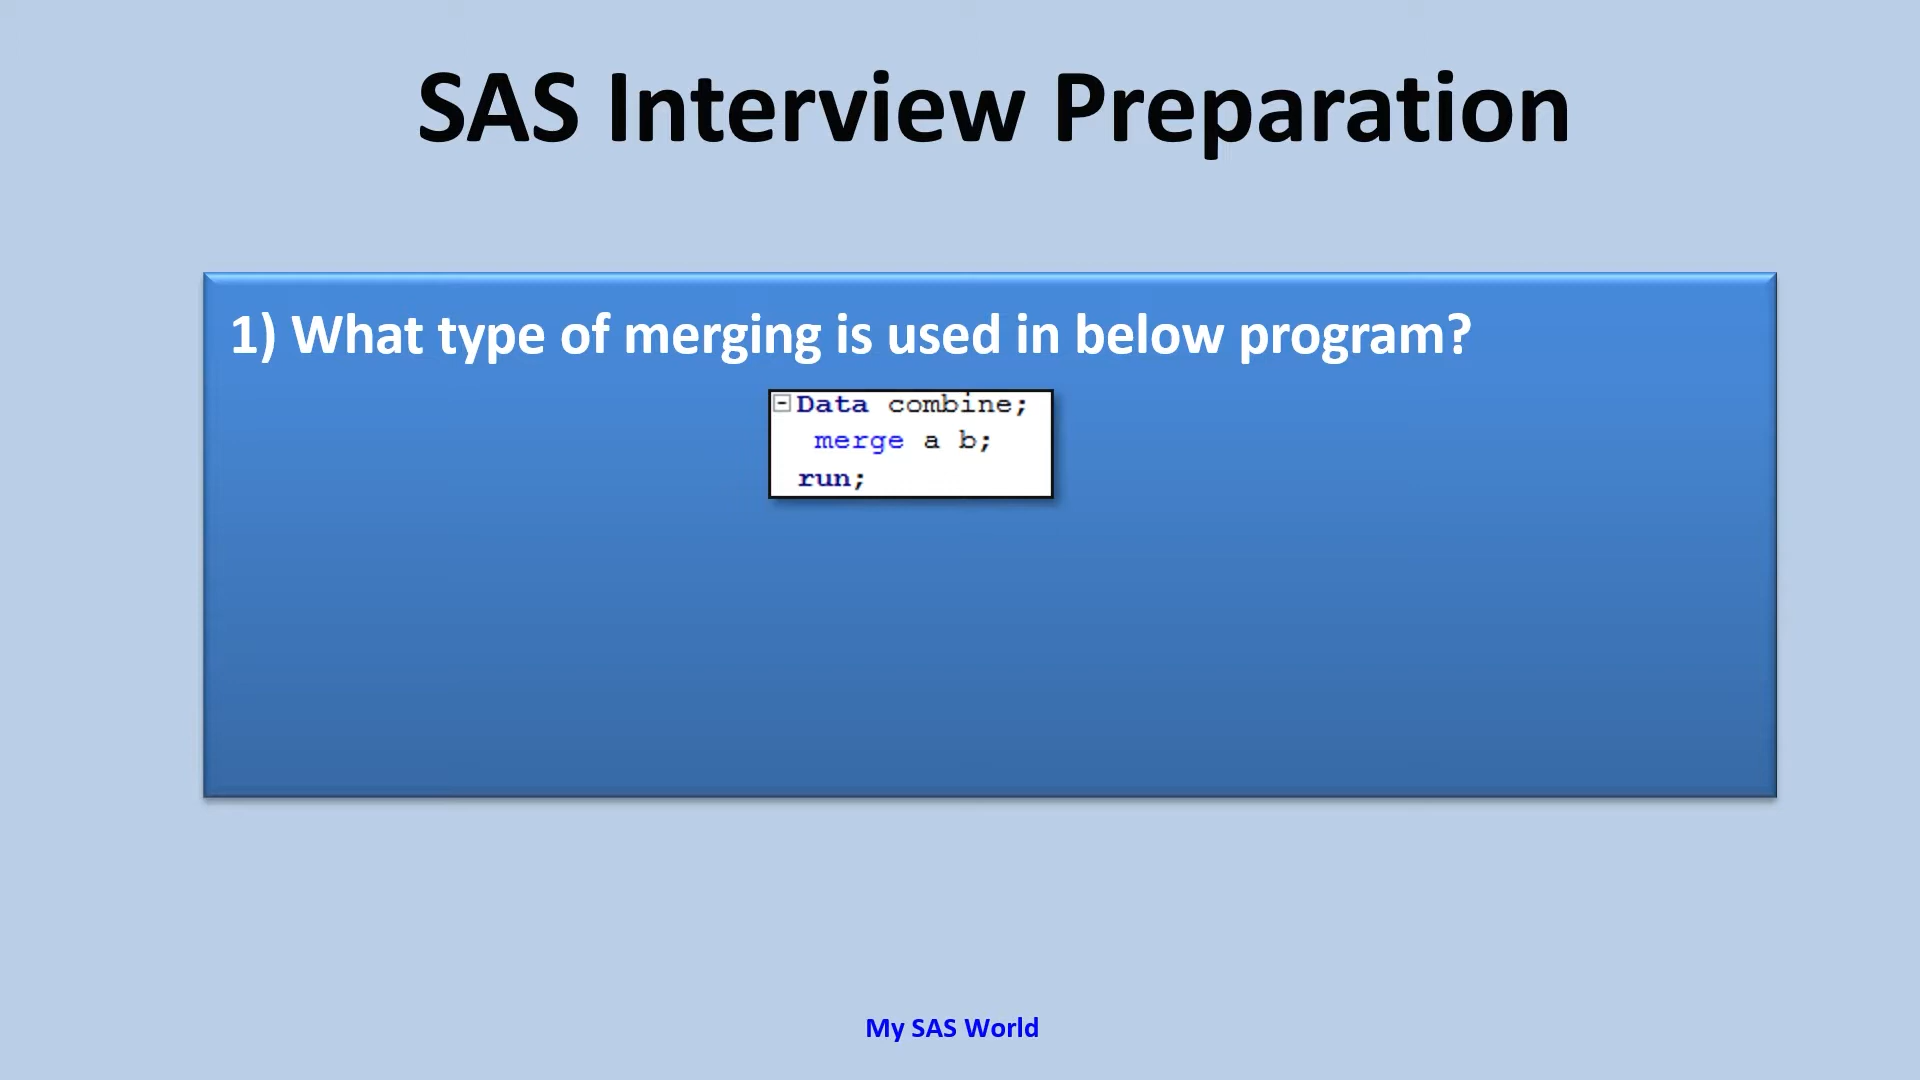 SAS Interview Preparation
1) What type of merging is used in below program?
Data combine;
merge a b;
run;
My SAS World